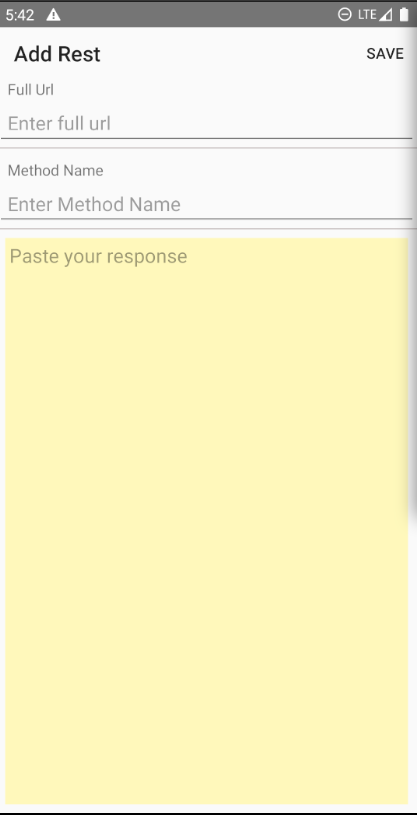 5:42 LTE
Add Rest SAVE
Full Url
Enter full url
Method Name
Enter Method Name
Paste your response